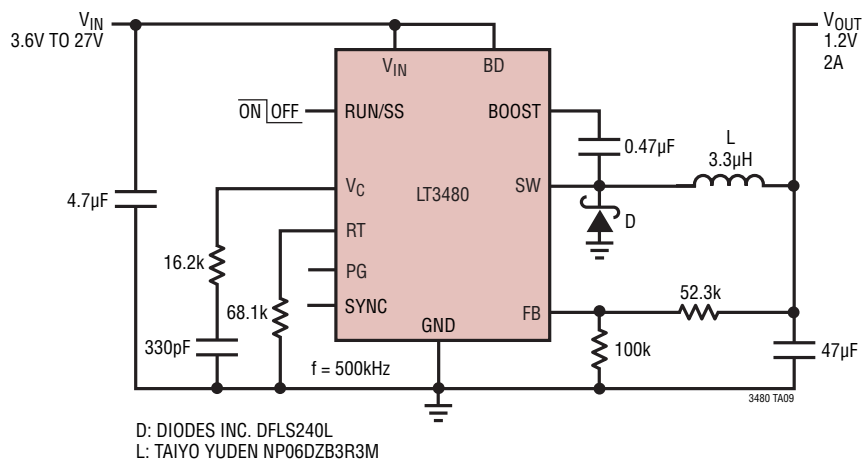 VIN
3.6V TO 27V
VOUT
1.2V
2A
VIN
BD
ON OFF
RUN/SS
BOOST
0.47µF
L
3.3µH
4.7µF
VC
LT3480
SW
D
RT
16.2k
PG
68.1k
SYNC
52.3k
FB
GND
330pF
f = 500kHz
100k
47µF
3480 TA09
D: DIODES INC. DFLS240L
L: TAIYO YUDEN NP06DZB3R3M